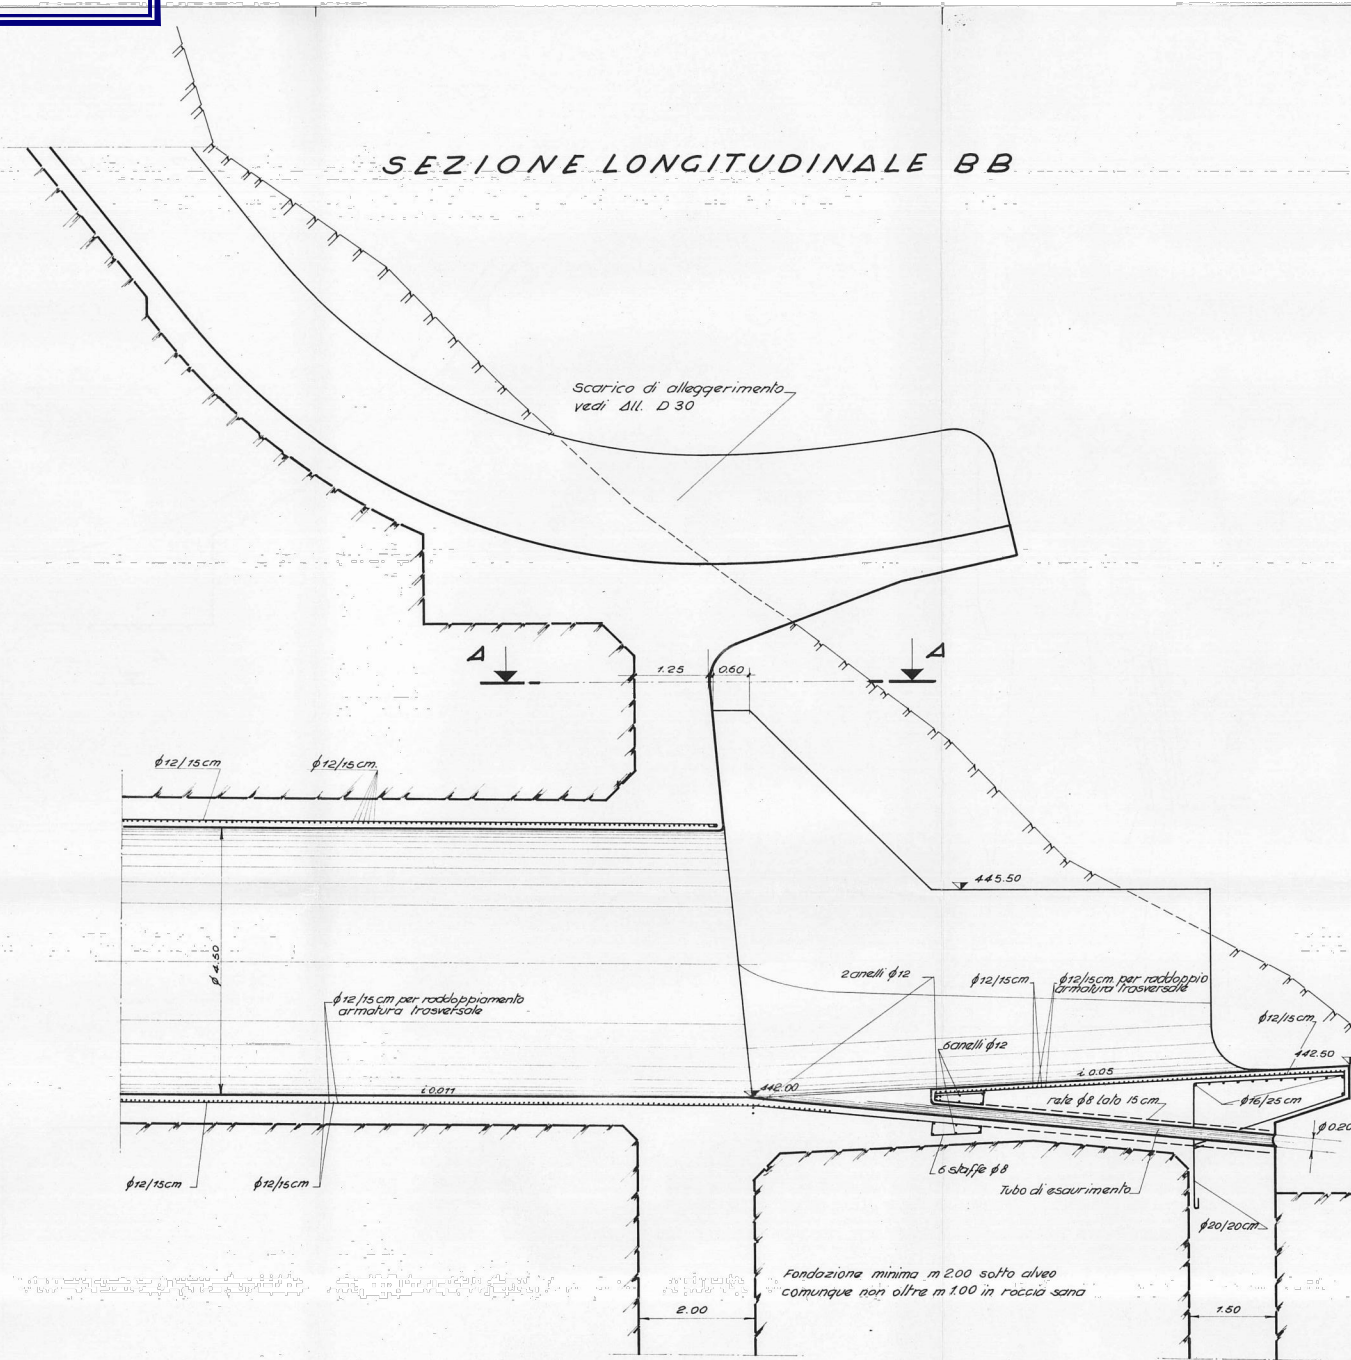 SEZIONE LONGITUDINALE BB
Scarico di alleggerimento
vedi All. D 30
A
A
1.25
0.60
ϕ12/15cm
ϕ12/15cm.
445.50
ϕ 4.50
2 anelli ϕ12
ϕ12/15cm
ϕ12/15cm. per raddoppio
armatura trasversale
ϕ12/15cm per raddoppiamento
armatura trasversale
ϕ12/15cm
6 anelli ϕ12
442.50
i 0.05
i 0.011
442.00
rete ϕ8 lato 15 cm.
ϕ16/25cm
ϕ 0.20
6 staffe ϕ8
Tubo di esaurimento
ϕ12/15cm
ϕ12/15cm
ϕ20/20cm
Fondazione minima m 2.00 sotto alveo
comunque non oltre m 1.00 in roccia sana
2.00
1.50